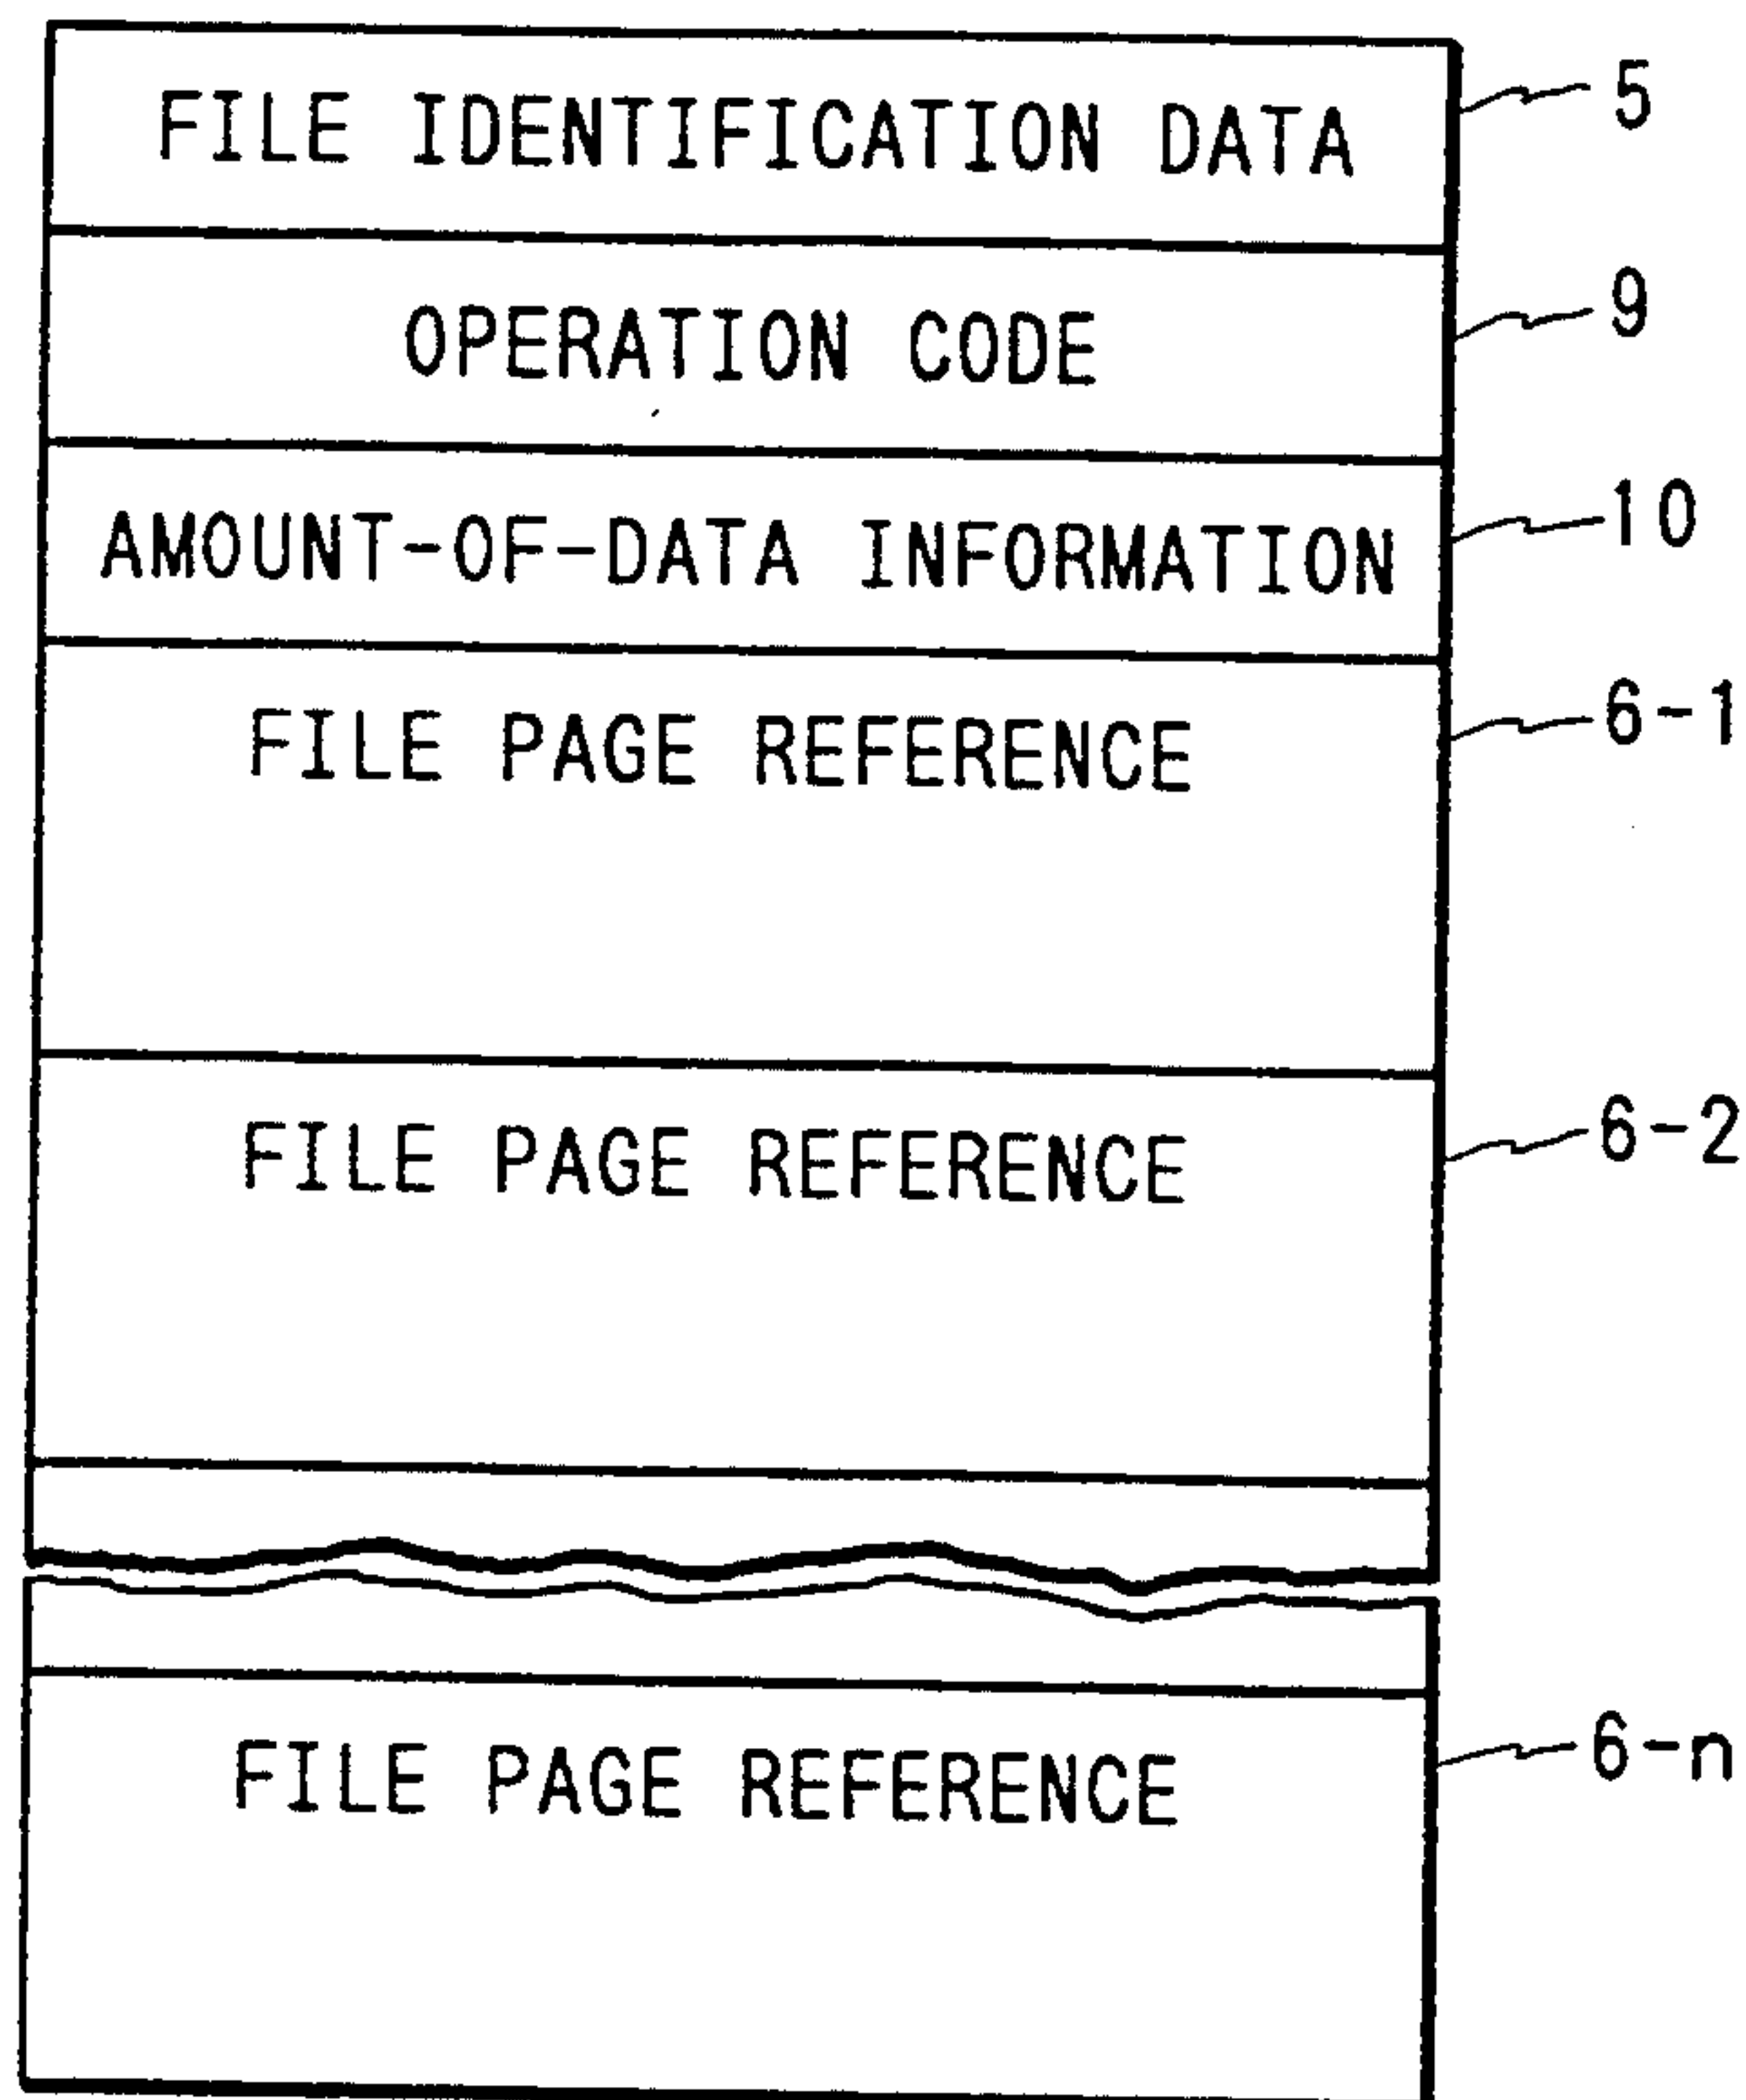 FILE IDENTIFICATION DATA 5
OPERATION CODE 9
AMOUNT-OF-DATA INFORMATION 10
FILE PAGE REFERENCE 6-1
FILE PAGE REFERENCE 6-2
FILE PAGE REFERENCE 6-n